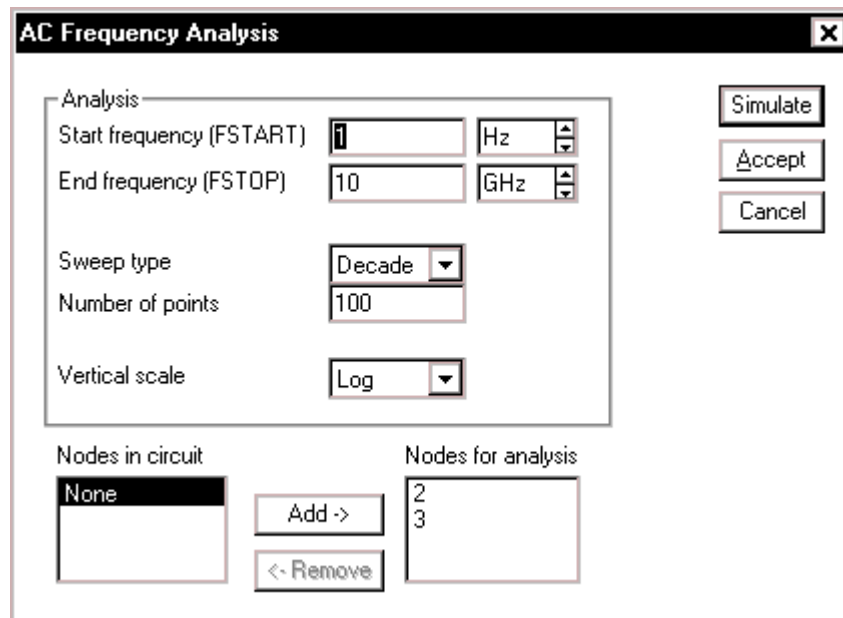 AC Frequency Analysis
Analysis
Start frequency (FSTART) 1 Hz
End frequency (FSTOP) 10 GHz
Sweep type Decade
Number of points 100
Vertical scale Log
Simulate
Accept
Cancel
Nodes in circuit
None
Add ->
<- Remove
Nodes for analysis
2
3